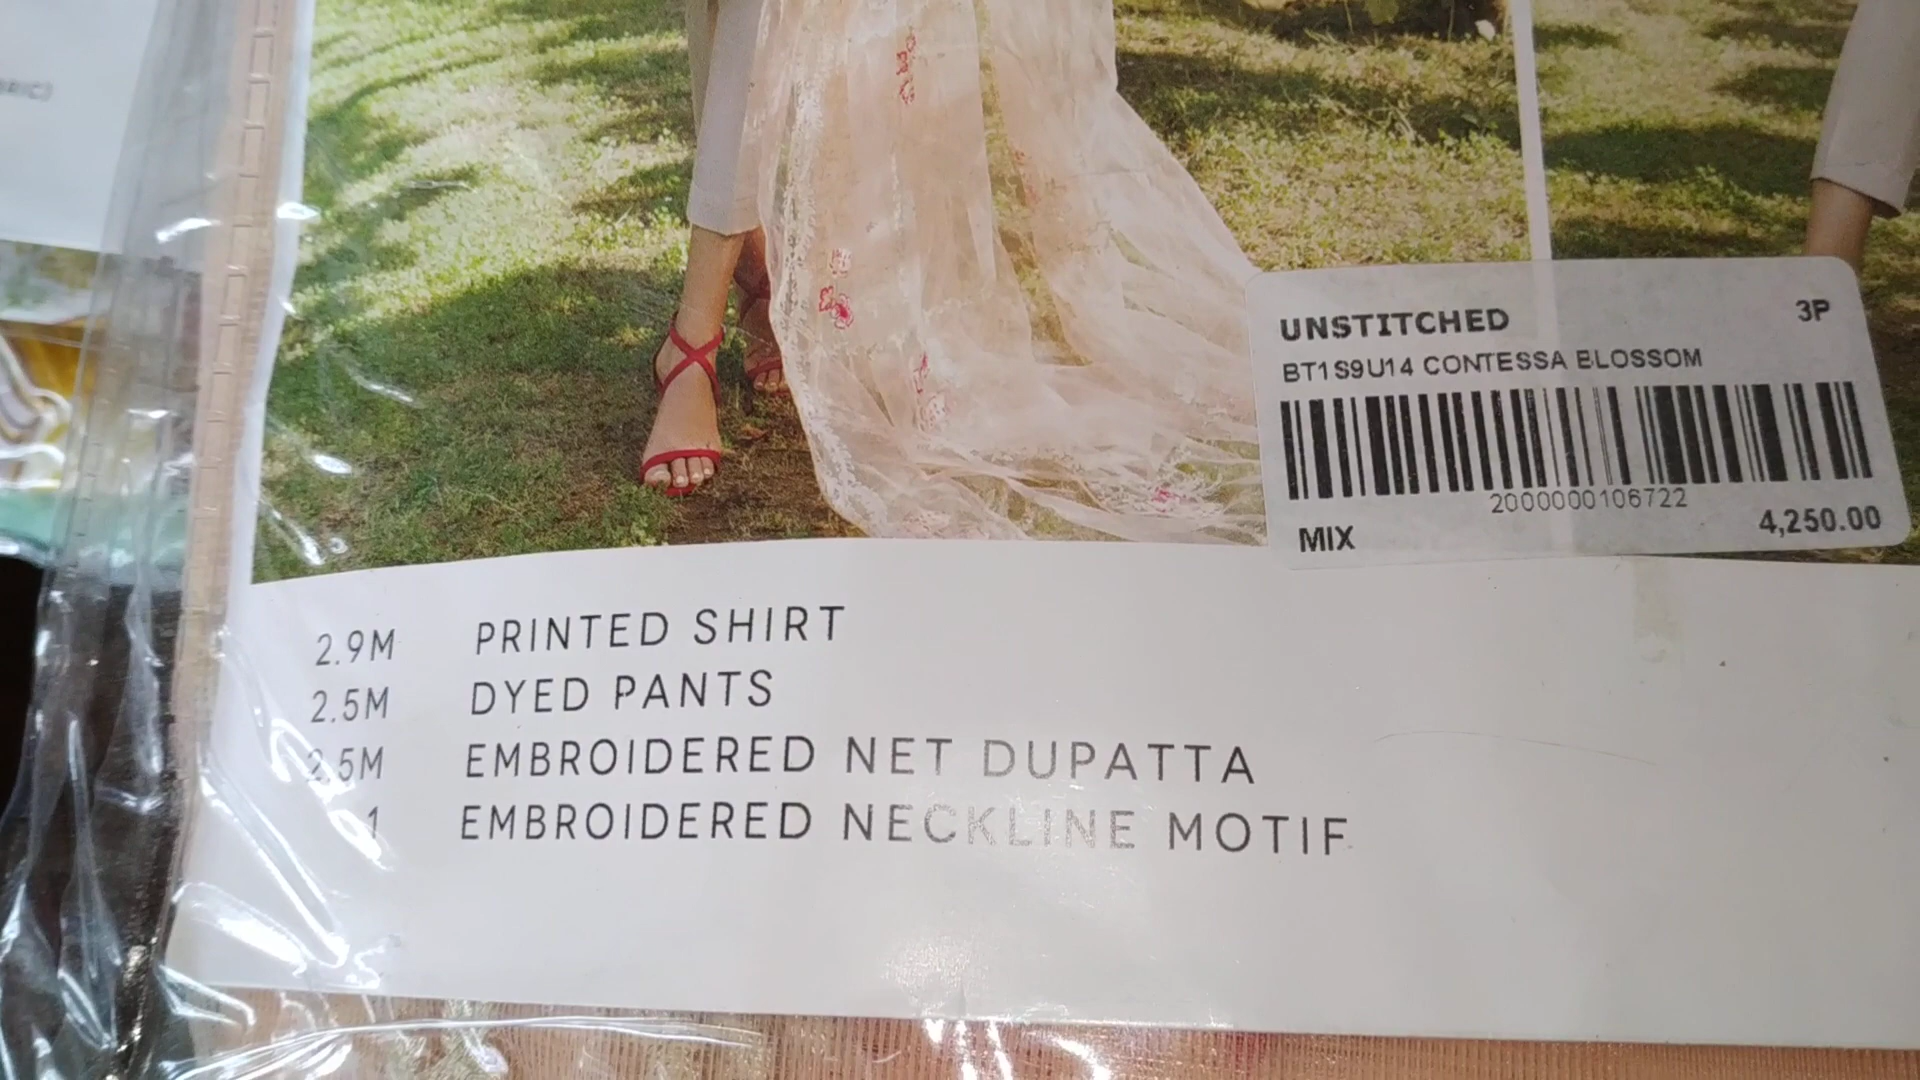 UNSTITCHED 3P
BT1S9U14 CONTESSA BLOSSOM
2000000106722
MIX 4,250.00
2.9M PRINTED SHIRT
2.5M DYED PANTS
2.5M EMBROIDERED NET DUPATTA
1 EMBROIDERED NECKLINE MOTIF